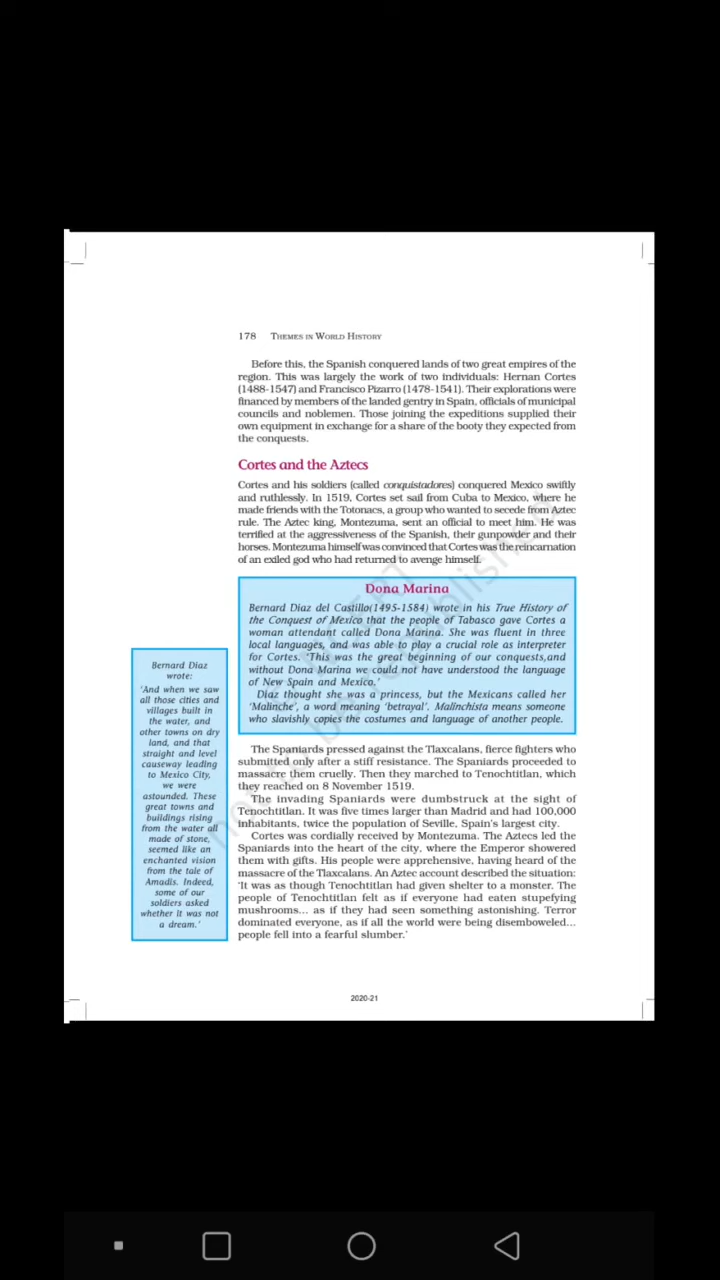 178 THEMES IN WORLD HISTORY
Before this, the Spanish conquered lands of two great empires of the
region. This was largely the work of two individuals: Hernan Cortes
(1488-1547) and Francisco Pizarro (1478-1541). Their explorations were
financed by members of the landed gentry in Spain, officials of municipal
councils and noblemen. Those joining the expeditions supplied their
own equipment in exchange for a share of the booty they expected from
the conquests.
Cortes and the Aztecs
Cortes and his soldiers (called conquistadores) conquered Mexico swiftly
and ruthlessly. In 1519, Cortes set sail from Cuba to Mexico, where he
made friends with the Totonacs, a group who wanted to secede from Aztec
rule. The Aztec king, Montezuma, sent an official to meet him. He was
terrified at the aggressiveness of the Spanish, their gunpowder and their
horses. Montezuma himself was convinced that Cortes was the reincarnation
of an exiled god who had returned to avenge himself.
Dona Marina
Bernard Diaz del Castillo(1495-1584) wrote in his True History of
the Conquest of Mexico that the people of Tabasco gave Cortes a
woman attendant called Dona Marina. She was fluent in three
local languages, and was able to play a crucial role as interpreter
for Cortes. 'This was the great beginning of our conquests,and
without Dona Marina we could not have understood the language
of New Spain and Mexico.'
Diaz thought she was a princess, but the Mexicans called her
'Malinche', a word meaning 'betrayal'. Malinchista means someone
who slavishly copies the costumes and language of another people.
Bernard Diaz
wrote:
'And when we saw
all those cities and
villages built in
the water, and
other towns on dry
land, and that
straight and level
causeway leading
to Mexico City,
we were
astounded. These
great towns and
buildings rising
from the water all
made of stone,
seemed like an
enchanted vision
from the tale of
Amadis. Indeed,
some of our
soldiers asked
whether it was not
a dream.'
The Spaniards pressed against the Tlaxcalans, fierce fighters who
submitted only after a stiff resistance. The Spaniards proceeded to
massacre them cruelly. Then they marched to Tenochtitlan, which
they reached on 8 November 1519.
The invading Spaniards were dumbstruck at the sight of
Tenochtitlan. It was five times larger than Madrid and had 100,000
inhabitants, twice the population of Seville, Spain's largest city.
Cortes was cordially received by Montezuma. The Aztecs led the
Spaniards into the heart of the city, where the Emperor showered
them with gifts. His people were apprehensive, having heard of the
massacre of the Tlaxcalans. An Aztec account described the situation:
'It was as though Tenochtitlan had given shelter to a monster. The
people of Tenochtitlan felt as if everyone had eaten stupefying
mushrooms... as if they had seen something astonishing. Terror
dominated everyone, as if all the world were being disemboweled...
people fell into a fearful slumber.'
2020-21